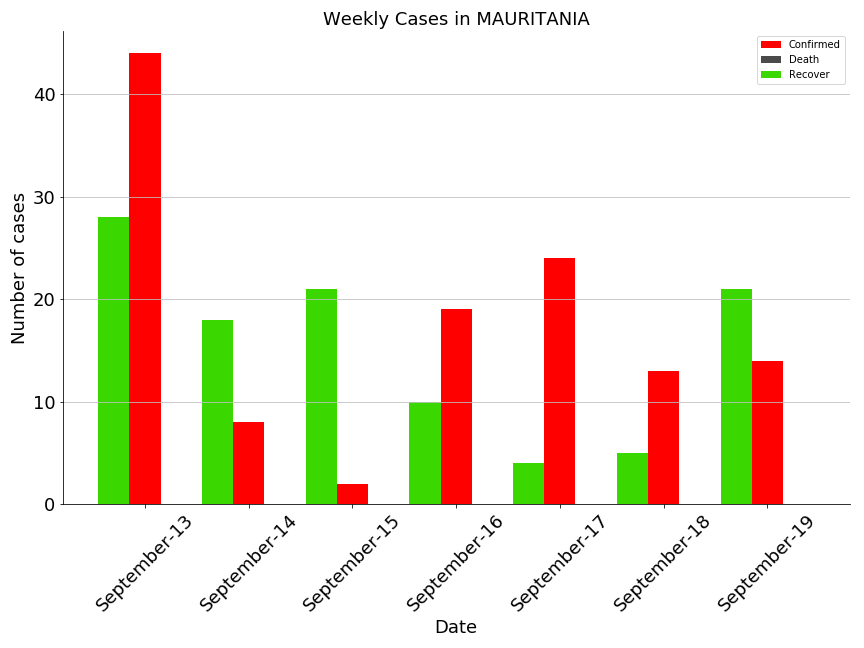 Weekly Cases in MAURITANIA
Confirmed
Death
Recover
Number of cases
40
30
20
10
0
September-13
September-14
September-15
September-16
September-17
September-18
September-19
Date